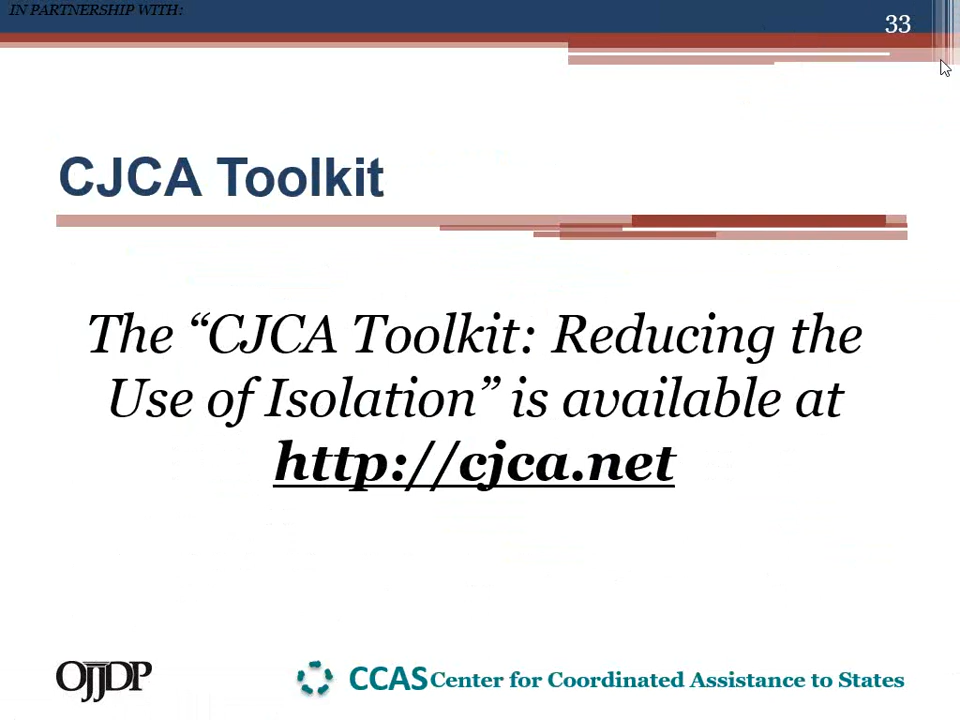 IN PARTNERSHIP WITH:
33
CJCA Toolkit
The “CJCA Toolkit: Reducing the
Use of Isolation” is available at
http://cjca.net
OJJDP
CCAS Center for Coordinated Assistance to States